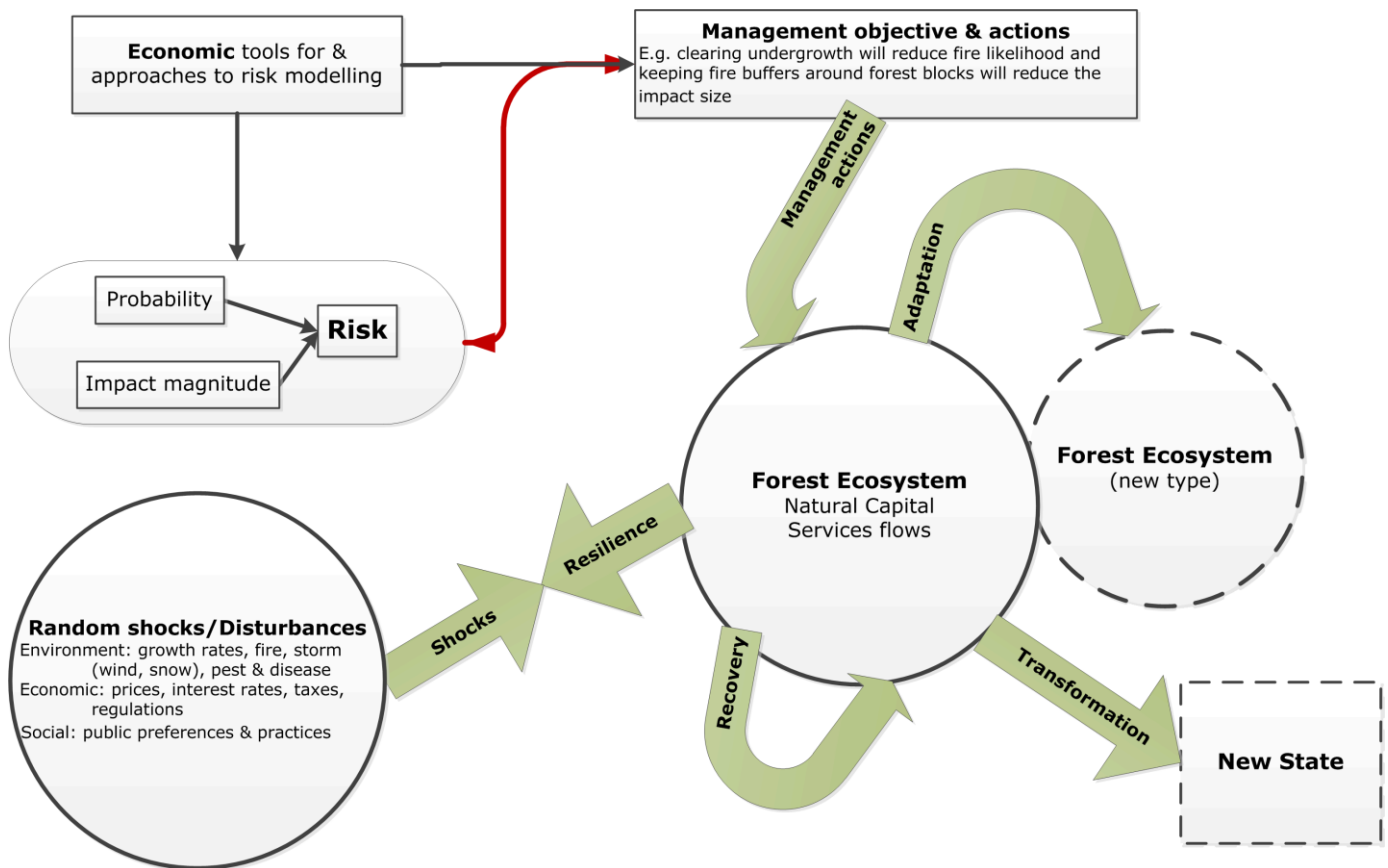 Economic tools for &
approaches to risk modelling
Management objective & actions
E.g. clearing undergrowth will reduce fire likelihood and
keeping fire buffers around forest blocks will reduce the
impact size
Management
actions
Adaptation
Probability
Risk
Impact magnitude
Forest Ecosystem
Natural Capital
Services flows
Forest Ecosystem
(new type)
Resilience
Shocks
Random shocks/Disturbances
Environment: growth rates, fire, storm
(wind, snow), pest & disease
Economic: prices, interest rates, taxes,
regulations
Social: public preferences & practices
Recovery
Transformation
New State